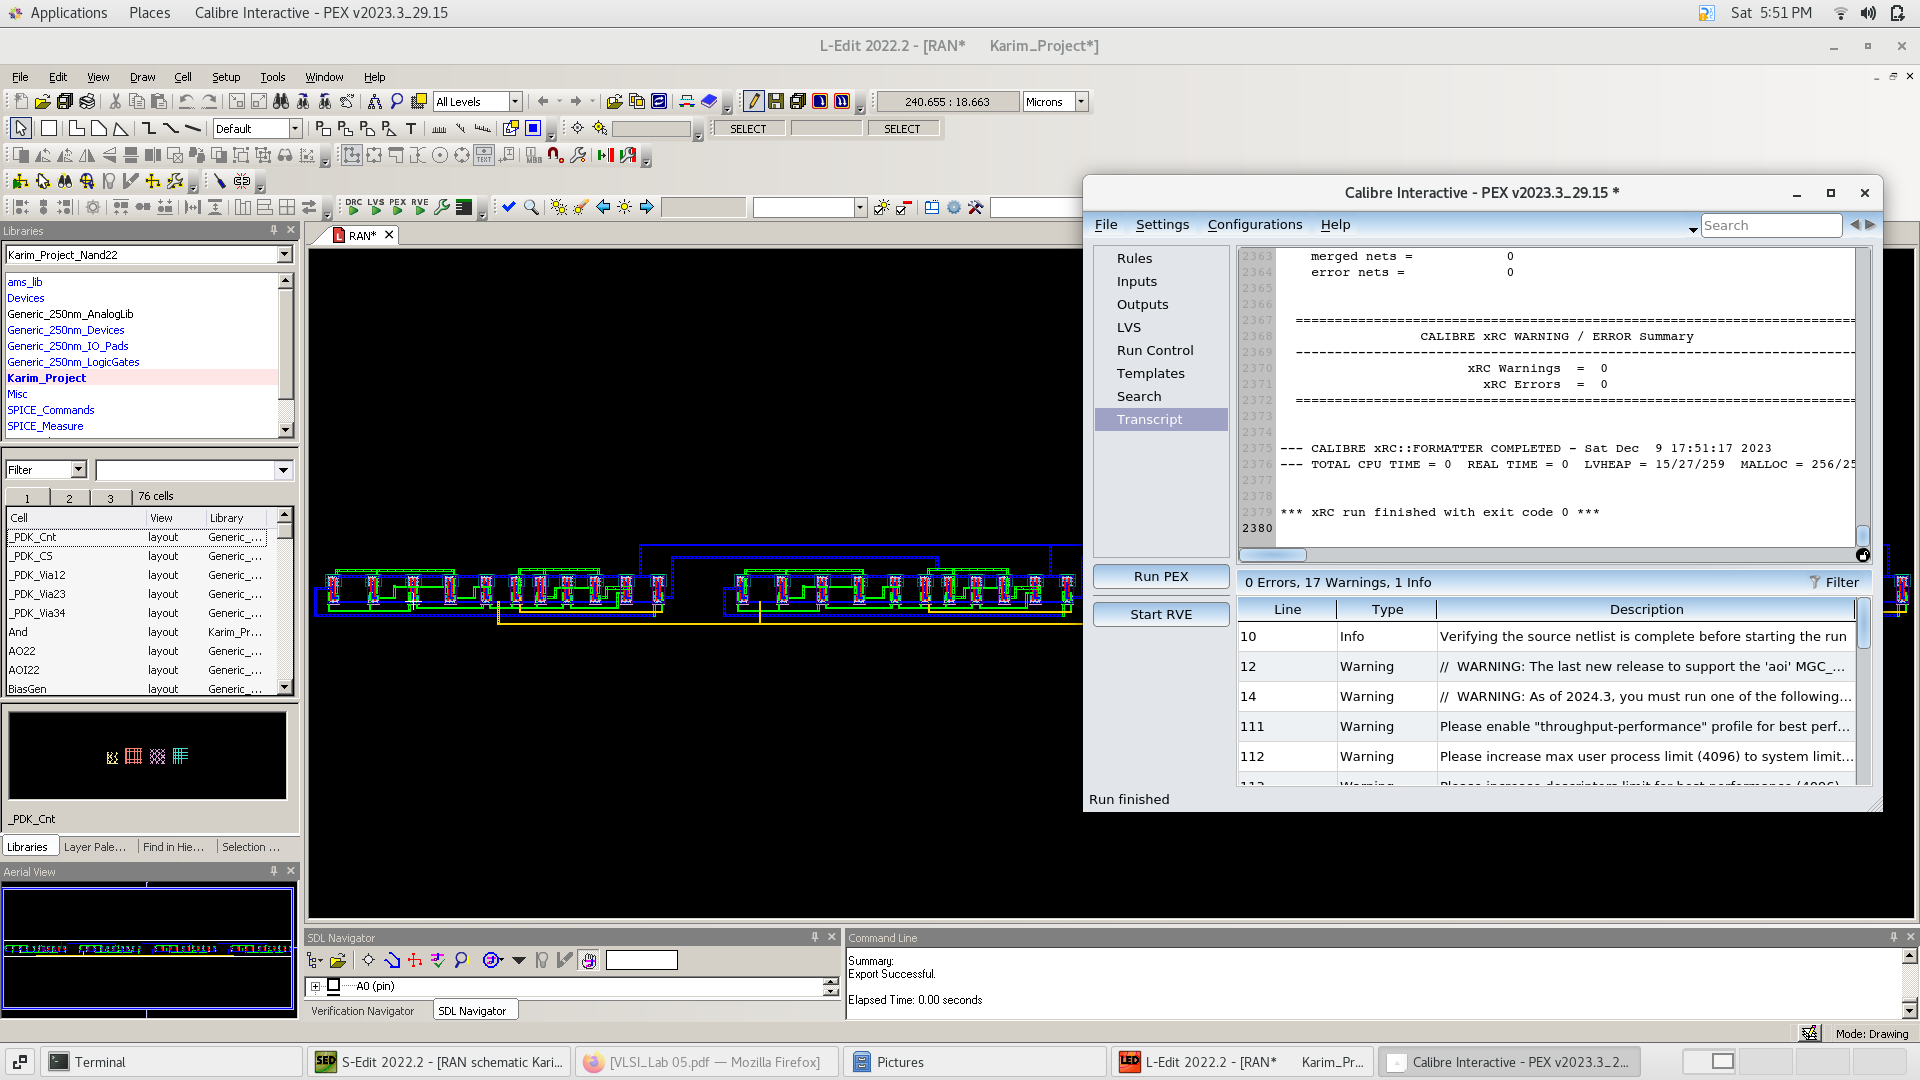 Applications Places Calibre Interactive - PEX v2023.3_29.15 Sat 5:51 PM
L-Edit 2022.2 - [RAN* Karim_Project*]
File Edit View Draw Cell Setup Tools Window Help
All Levels 240.655 : 18.663 Microns
Default SELECT SELECT
DRC LVS PEX RVE
Libraries
RAN*
Karim_Project_Nand22
ams_lib
Devices
Generic_250nm_AnalogLib
Generic_250nm_Devices
Generic_250nm_IO_Pads
Generic_250nm_LogicGates
Karim_Project
Misc
SPICE_Commands
SPICE_Measure
Filter
1 2 3 76 cells
Cell View Library
_PDK_Cnt layout Generic_...
_PDK_CS layout Generic_...
_PDK_Via12 layout Generic_...
_PDK_Via23 layout Generic_...
_PDK_Via34 layout Generic_...
And layout Karim_Pr...
AO22 layout Generic_...
AOI22 layout Generic_...
BiasGen layout Generic_...
_PDK_Cnt
Libraries Layer Pale... Find in Hie... Selection ...
Aerial View
Calibre Interactive - PEX v2023.3_29.15 *
File Settings Configurations Help Search
Rules
Inputs
Outputs
LVS
Run Control
Templates
Search
Transcript
Run PEX
Start RVE
2363 merged nets = 0
2364 error nets = 0
2365
2366
2367 ========================================================================
2368 CALIBRE xRC WARNING / ERROR Summary
2369 ------------------------------------------------------------------------
2370 xRC Warnings = 0
2371 xRC Errors = 0
2372 ========================================================================
2373
2374
2375 --- CALIBRE xRC::FORMATTER COMPLETED - Sat Dec 9 17:51:17 2023
2376 --- TOTAL CPU TIME = 0 REAL TIME = 0 LVHEAP = 15/27/259 MALLOC = 256/25
2377
2378
2379 *** xRC run finished with exit code 0 ***
2380
0 Errors, 17 Warnings, 1 Info Filter
Line Type Description
10 Info Verifying the source netlist is complete before starting the run
12 Warning // WARNING: The last new release to support the 'aoi' MGC_...
14 Warning // WARNING: As of 2024.3, you must run one of the following...
111 Warning Please enable "throughput-performance" profile for best perf...
112 Warning Please increase max user process limit (4096) to system limit...
113 Warning Please increase descriptors limit for best performance (4096)
Run finished
SDL Navigator
A0 (pin)
Verification Navigator SDL Navigator
Command Line
Summary:
Export Successful.
Elapsed Time: 0.00 seconds
Mode: Drawing
Terminal S-Edit 2022.2 - [RAN schematic Kari... [VLSI_Lab 05.pdf — Mozilla Firefox] Pictures L-Edit 2022.2 - [RAN* Karim_Pr... Calibre Interactive - PEX v2023.3_2...